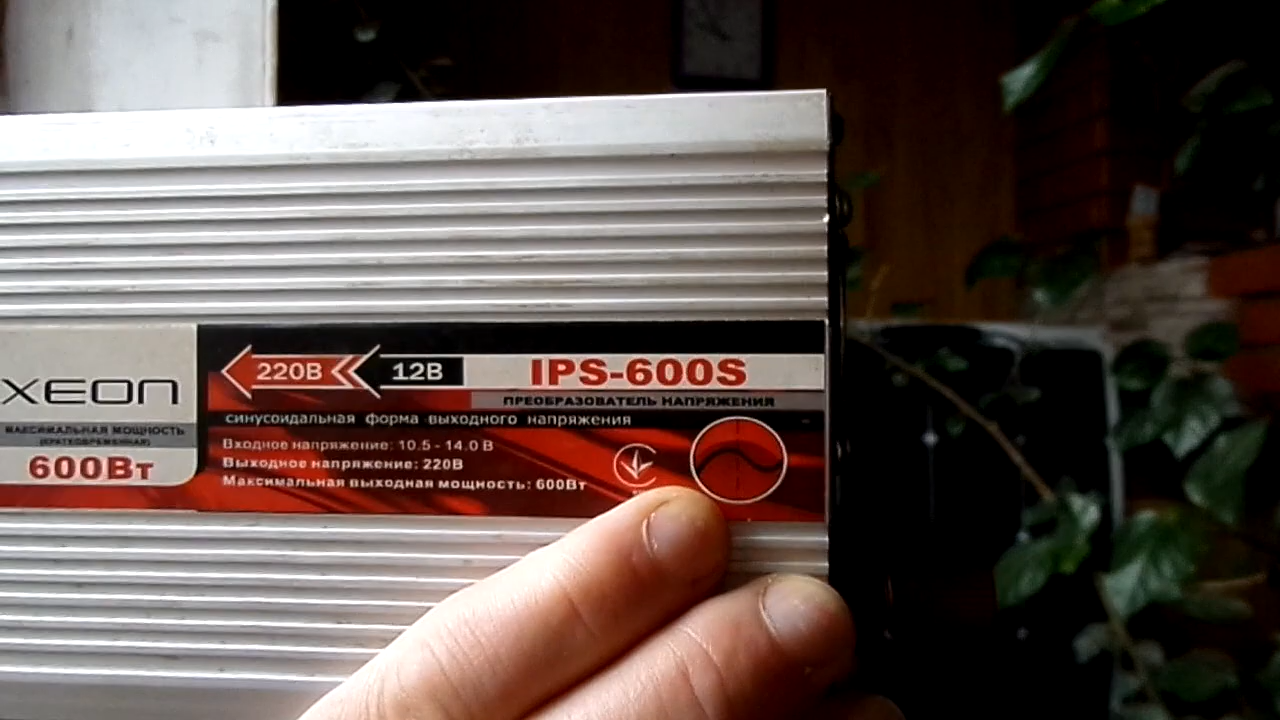 XEON
МАКСИМАЛЬНАЯ МОЩНОСТЬ
(КРАТКОВРЕМЕННАЯ)
600Вт
220В 12В
IPS-600S
ПРЕОБРАЗОВАТЕЛЬ НАПРЯЖЕНИЯ
синусоидальная форма выходного напряжения
Входное напряжение: 10.5 - 14.0 В
Выходное напряжение: 220В
Максимальная выходная мощность: 600Вт